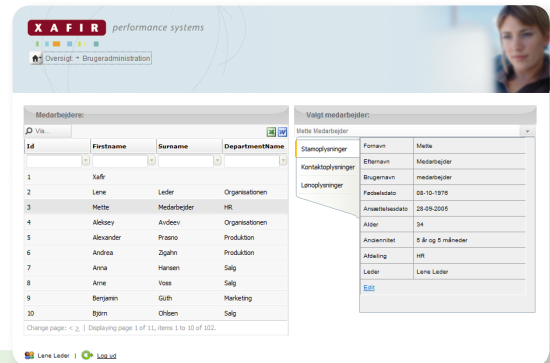 XAFIR performance systems
Oversigt Brugeradministration
Medarbejdere:
Vis...
Id Firstname Surname DepartmentName
1 Xafir
2 Lene Leder Organisationen
3 Mette Medarbejder HR
4 Aleksey Avdeev Organisationen
5 Alexander Prasno Produktion
6 Andrea Zigahn Produktion
7 Anna Hansen Salg
8 Arne Voss Salg
9 Benjamin Güth Marketing
10 Björn Ohlsen Salg
Change page: < > | Displaying page 1 of 11, items 1 to 10 of 102.
Valgt medarbejder:
Mette Medarbejder
Stamoplysninger
Kontaktoplysninger
Lønoplysninger
Fornavn Mette
Efternavn Medarbejder
Brugernavn medarbejder
Fødselsdato 08-10-1976
Ansættelsesdato 28-09-2005
Alder 34
Anciennitet 5 år og 5 måneder
Afdeling HR
Leder Lene Leder
Edit
Lene Leder | Log ud